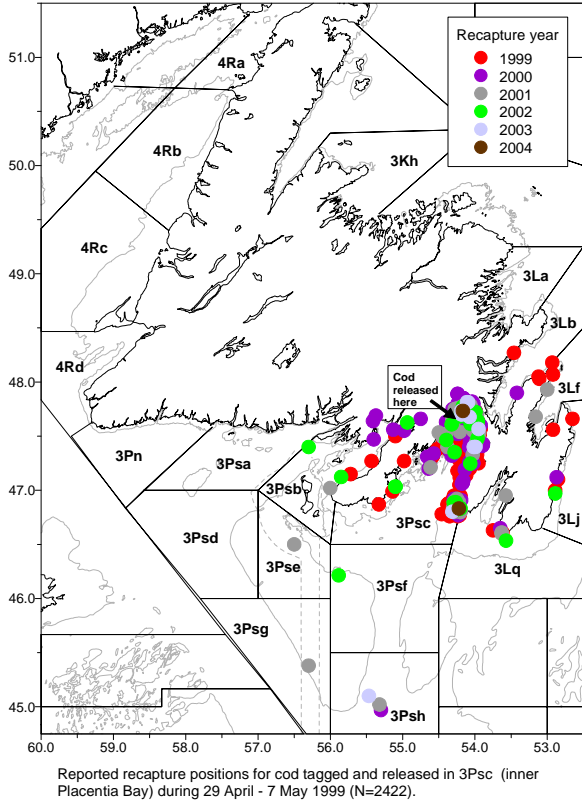 51.0
50.0
49.0
48.0
47.0
46.0
45.0
60.0 59.0 58.0 57.0 56.0 55.0 54.0 53.0
Recapture year
1999
2000
2001
2002
2003
2004
4Ra
4Rb
3Kh
4Rc
3La
3Lb
4Rd
Cod
released
here
3Lf
3Pn
3Psa
3Psb
3Psc
3Lj
3Psd
3Pse
3Psf
3Lq
3Psg
3Psh
Reported recapture positions for cod tagged and released in 3Psc (inner
Placentia Bay) during 29 April - 7 May 1999 (N=2422).